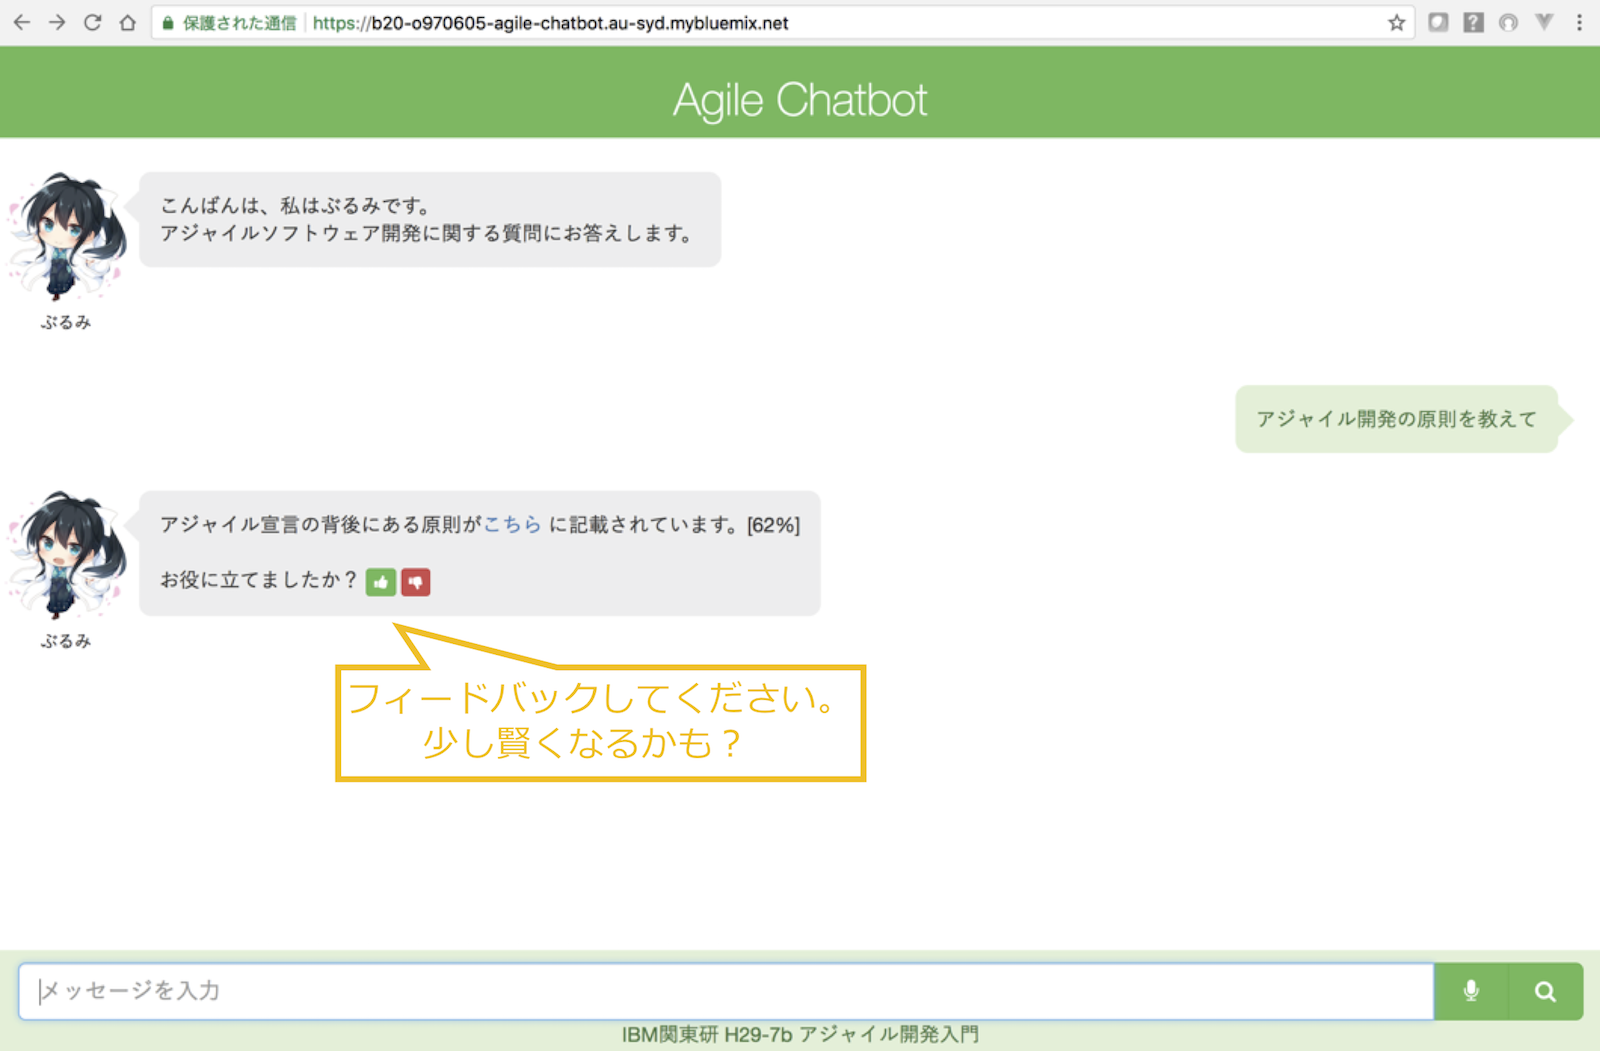 保護された通信 https://b20-o970605-agile-chatbot.au-syd.mybluemix.net
Agile Chatbot
こんばんは、私はぷるみです。
アジャイルソフトウェア開発に関する質問にお答えします。
ぷるみ
アジャイル開発の原則を教えて
アジャイル宣言の背後にある原則がこちら に記載されています。[62%]
お役に立てましたか？
ぷるみ
フィードバックしてください。
少し賢くなるかも？
メッセージを入力
IBM関東研 H29-7b アジャイル開発入門